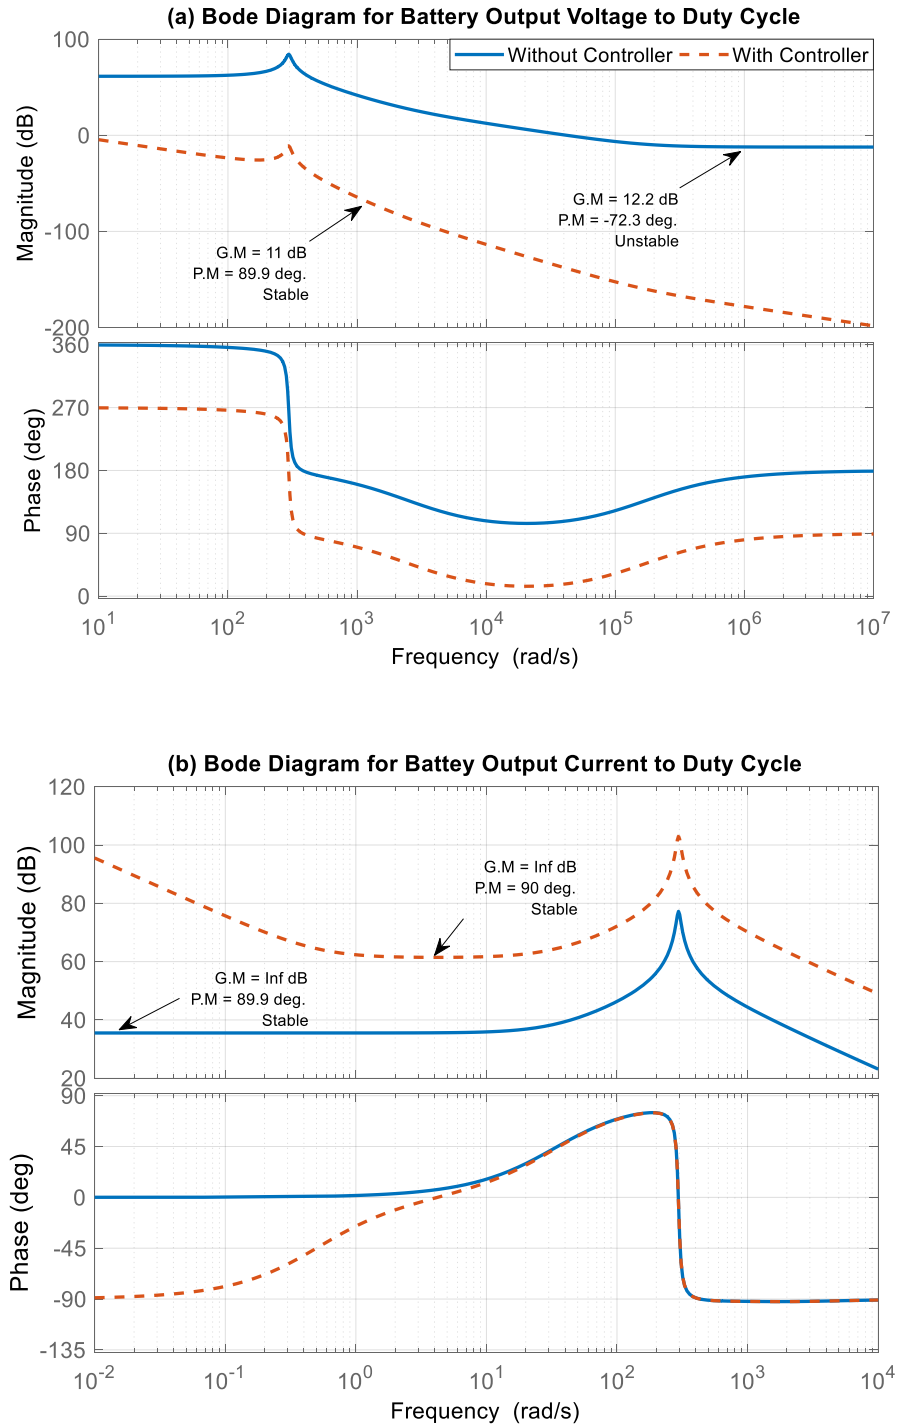 (a) Bode Diagram for Battery Output Voltage to Duty Cycle
100
0
-100
-200
Magnitude (dB)
Without Controller
With Controller
G.M = 12.2 dB
P.M = -72.3 deg.
Unstable
G.M = 11 dB
P.M = 89.9 deg.
Stable
360
270
180
90
0
Phase (deg)
10^1 10^2 10^3 10^4 10^5 10^6 10^7
Frequency (rad/s)
(b) Bode Diagram for Battey Output Current to Duty Cycle
120
100
80
60
40
20
Magnitude (dB)
G.M = Inf dB
P.M = 90 deg.
Stable
G.M = Inf dB
P.M = 89.9 deg.
Stable
90
45
0
-45
-90
-135
Phase (deg)
10^-2 10^-1 10^0 10^1 10^2 10^3 10^4
Frequency (rad/s)